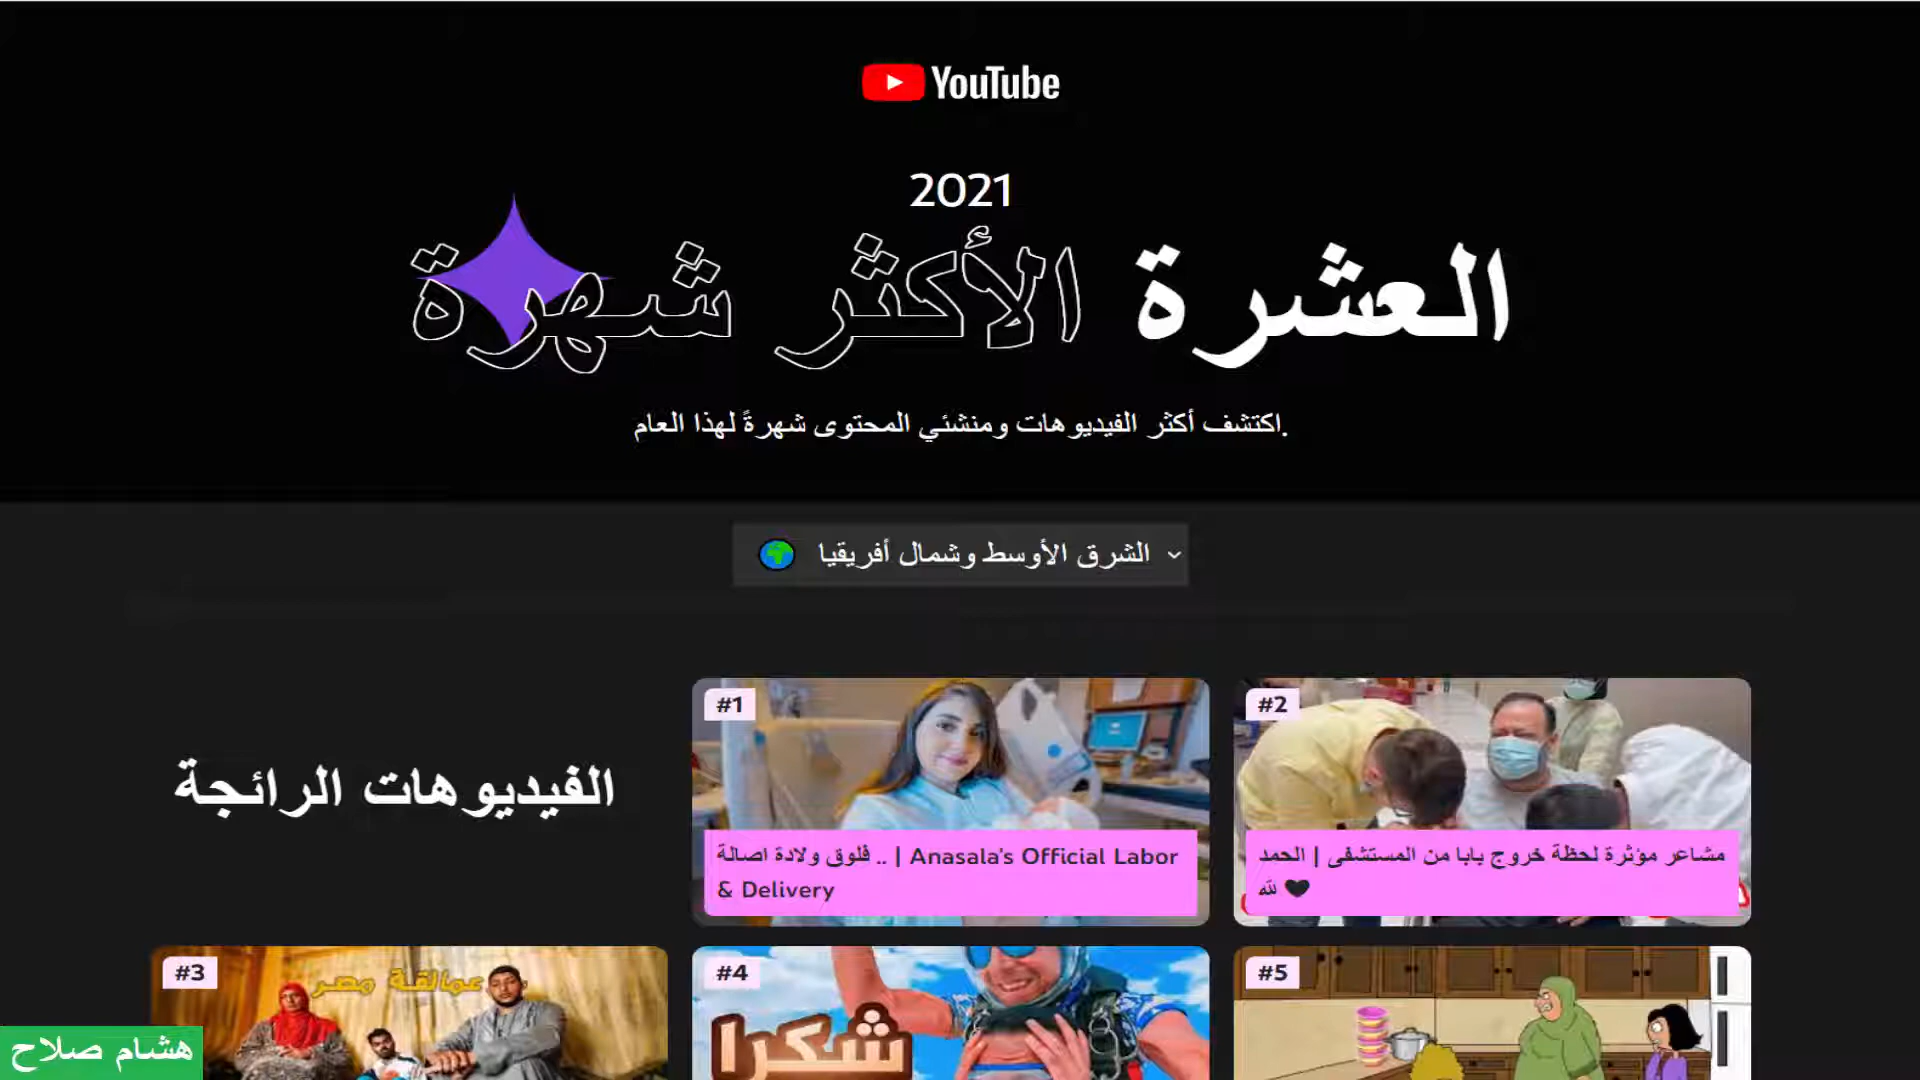 YouTube
2021
العشرة الأكثر شهرة
اكتشف أكثر الفيديوهات ومنشئي المحتوى شهرةً لهذا العام.
الشرق الأوسط وشمال أفريقيا
الفيديوهات الرائجة
#1
فلوق ولادة اصالة .. | Anasala's Official Labor
& Delivery
#2
مشاعر مؤثرة لحظة خروج بابا من المستشفى | الحمد
لله 🖤
#3
عمالقة مصر
#4
شكرا
#5
هشام صلاح